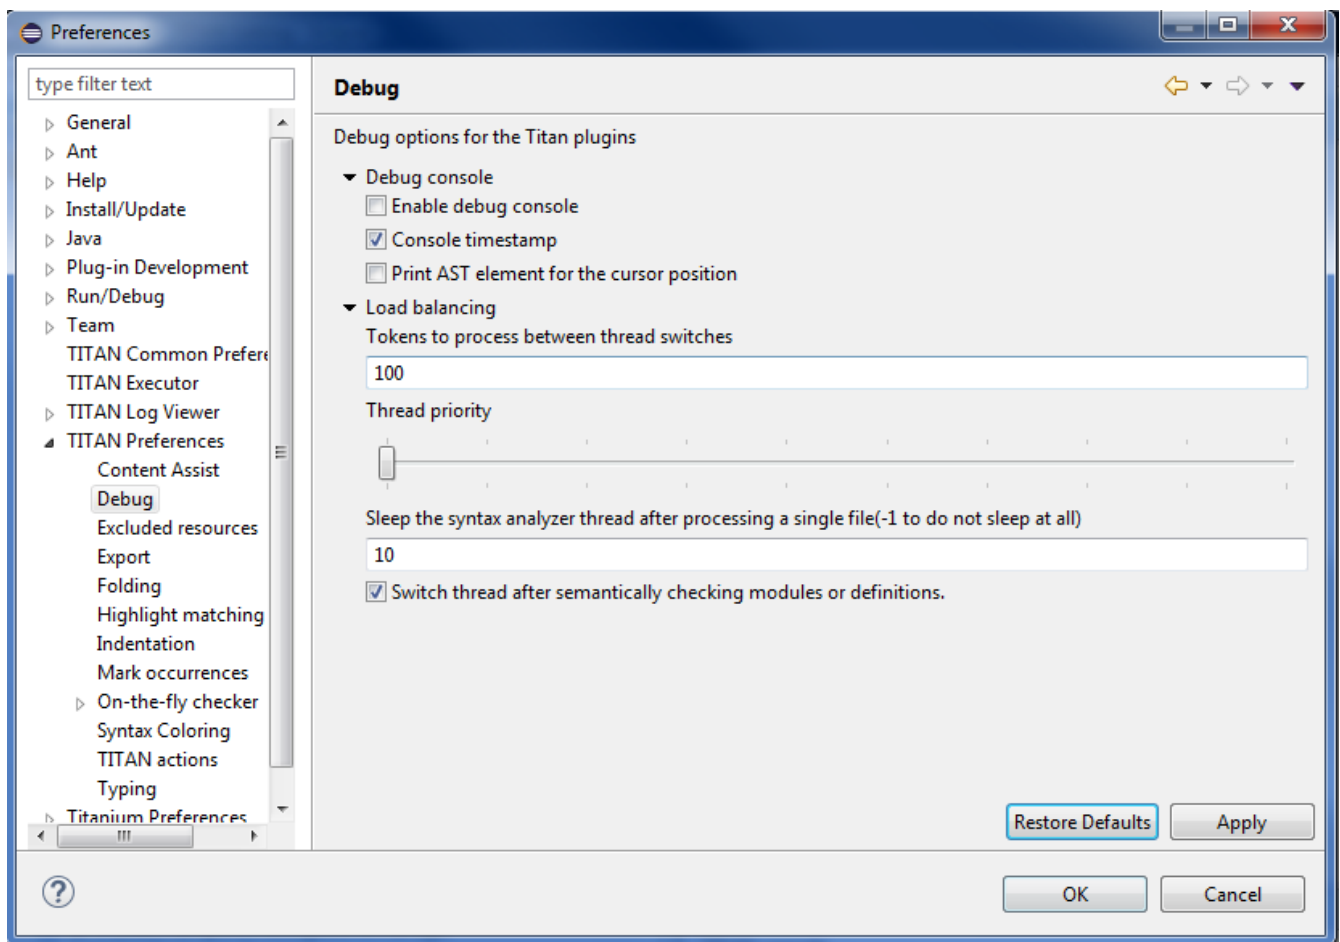 Preferences
type filter text
General
Ant
Help
Install/Update
Java
Plug-in Development
Run/Debug
Team
TITAN Common Prefere
TITAN Executor
TITAN Log Viewer
TITAN Preferences
Content Assist
Debug
Excluded resources
Export
Folding
Highlight matching
Indentation
Mark occurrences
On-the-fly checker
Syntax Coloring
TITAN actions
Typing
Titanium Preferences
Debug
Debug options for the Titan plugins
Debug console
Enable debug console
Console timestamp
Print AST element for the cursor position
Load balancing
Tokens to process between thread switches
100
Thread priority
Sleep the syntax analyzer thread after processing a single file(-1 to do not sleep at all)
10
Switch thread after semantically checking modules or definitions.
Restore Defaults
Apply
OK
Cancel